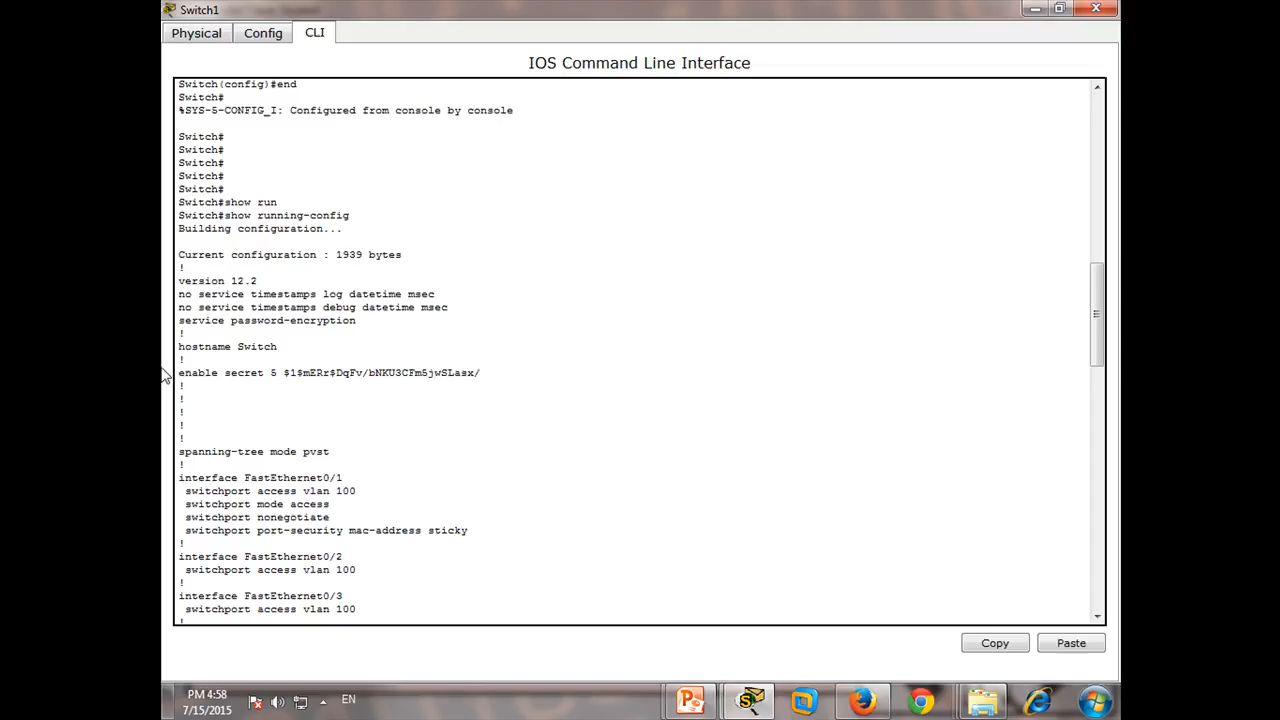 Switch1
Physical
Config
CLI
IOS Command Line Interface
Switch(config)#end
Switch#
%SYS-5-CONFIG_I: Configured from console by console
Switch#
Switch#
Switch#
Switch#
Switch#
Switch#show run
Switch#show running-config
Building configuration...
Current configuration : 1939 bytes
!
version 12.2
no service timestamps log datetime msec
no service timestamps debug datetime msec
service password-encryption
!
hostname Switch
!
enable secret 5 $1$mERr$DqFv/bNKU3CFm5jwSLasx/
!
!
!
!
!
spanning-tree mode pvst
!
interface FastEthernet0/1
switchport access vlan 100
switchport mode access
switchport nonegotiate
switchport port-security mac-address sticky
!
interface FastEthernet0/2
switchport access vlan 100
!
interface FastEthernet0/3
switchport access vlan 100
!
Copy
Paste
PM 4:58
7/15/2015
EN